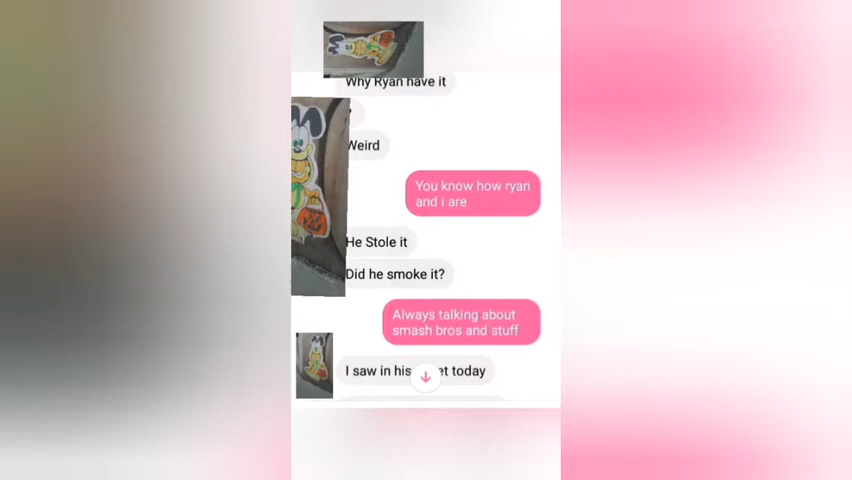 Why Ryan have it
Weird
You know how ryan
and i are
He Stole it
Did he smoke it?
Always talking about
smash bros and stuff
I saw in his et today